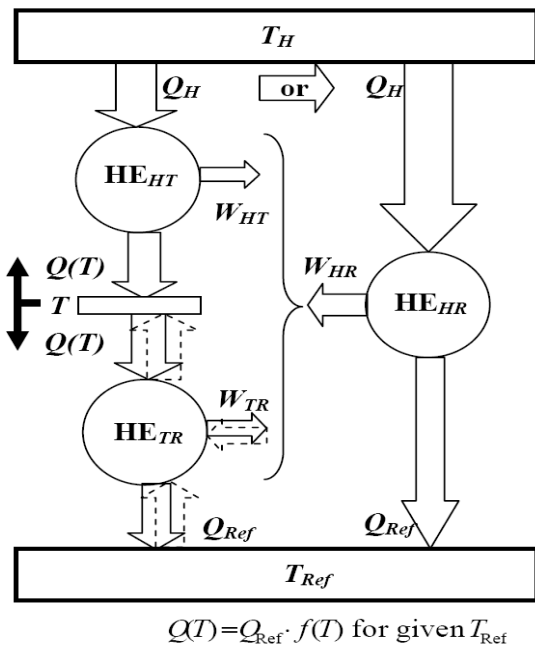 T_H
Q_H or Q_H
HE_HT
W_HT
Q(T) W_HR
T HE_HR
Q(T)
W_TR
HE_TR
Q_Ref Q_Ref
T_Ref
Q(T)=Q_Ref · f(T) for given T_Ref